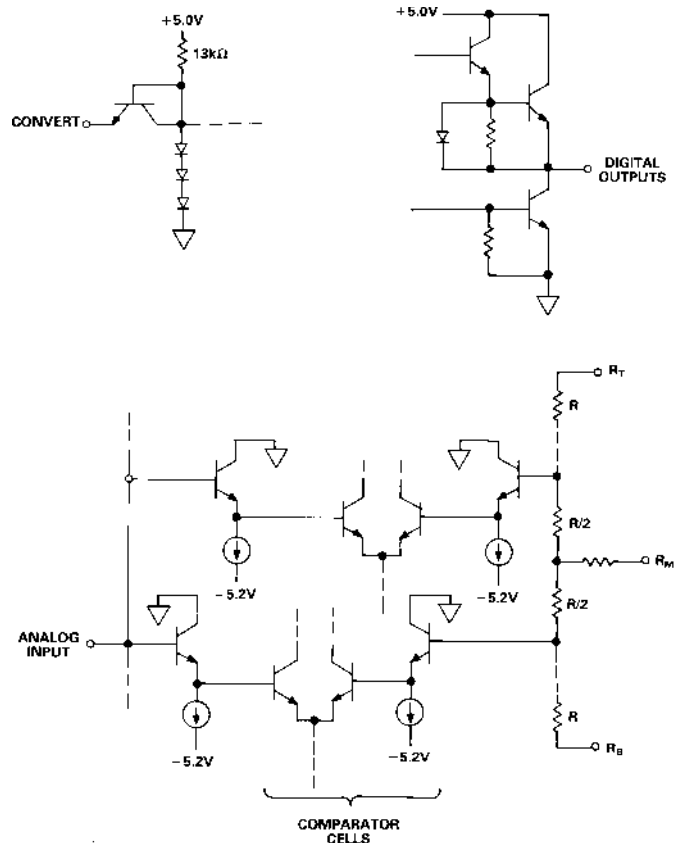 +5.0V
13kΩ
CONVERT
+5.0V
DIGITAL
OUTPUTS
R_T
R
R/2
R_M
-5.2V
-5.2V
R/2
ANALOG
INPUT
R
-5.2V
-5.2V
R_B
COMPARATOR
CELLS